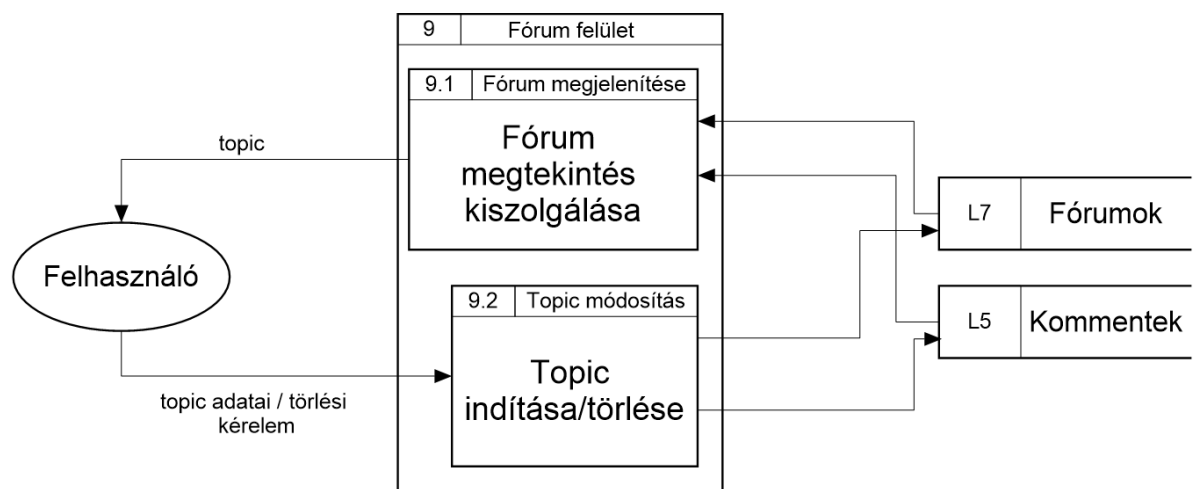 9 Fórum felület
9.1 Fórum megjelenítése
Fórum
megtekintés
kiszolgálása
topic
L7 Fórumok
Felhasználó
9.2 Topic módosítás
L5 Kommentek
Topic
indítása/törlése
topic adatai / törlési
kérelem